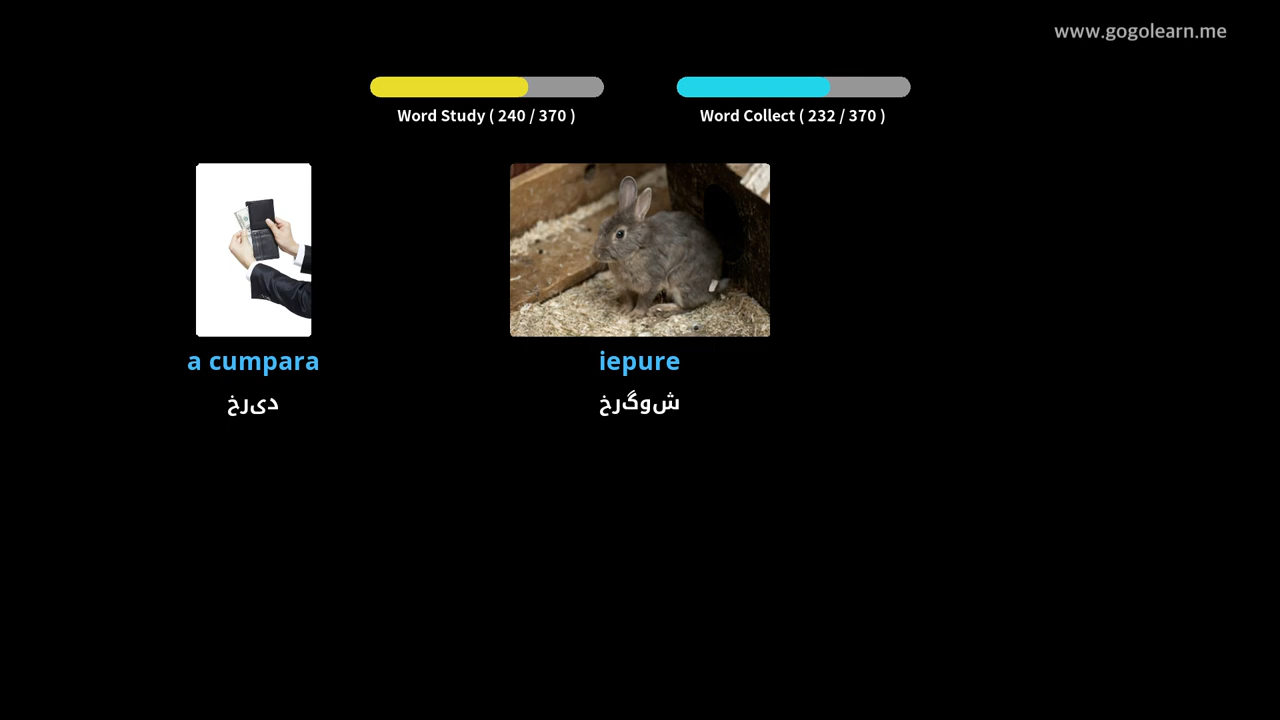 www.gogolearn.me
Word Study ( 240 / 370 )
Word Collect ( 232 / 370 )
a cumpara
دیرخ
iepure
شوگرخ